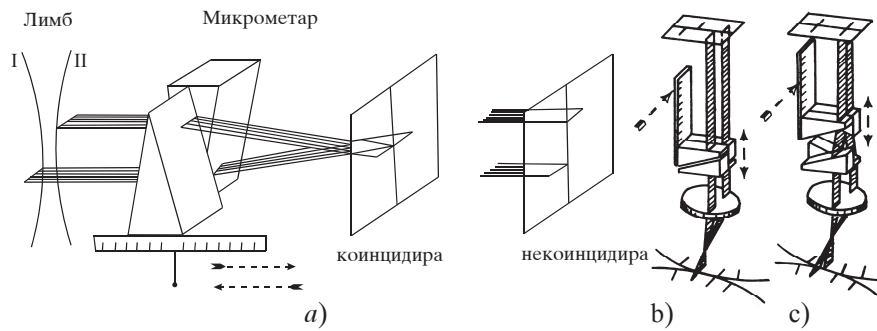 Лимб
Микрометар
I
II
коинцидира
некоинцидира
a)
b)
c)